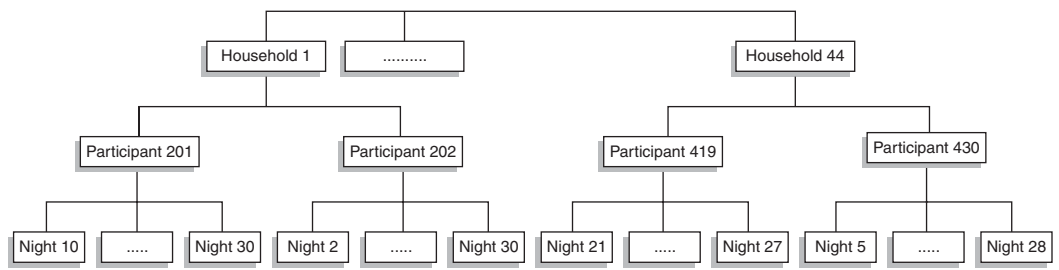 Household 1
..........
Household 44
Participant 201
Participant 202
Participant 419
Participant 430
Night 10
.....
Night 30
Night 2
.....
Night 30
Night 21
.....
Night 27
Night 5
.....
Night 28